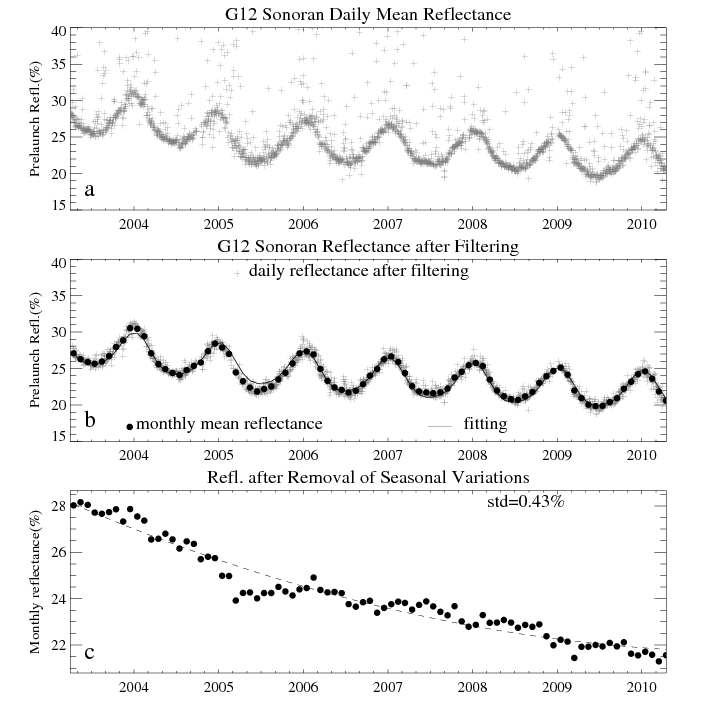 G12 Sonoran Daily Mean Reflectance
40
35
30
25
20
15
Prelaunch Refl.(%)
a
2004 2005 2006 2007 2008 2009 2010
G12 Sonoran Reflectance after Filtering
daily reflectance after filtering
40
35
30
25
20
15
Prelaunch Refl.(%)
b
monthly mean reflectance fitting
2004 2005 2006 2007 2008 2009 2010
Refl. after Removal of Seasonal Variations
std=0.43%
28
26
24
22
Monthly reflectance(%)
c
2004 2005 2006 2007 2008 2009 2010